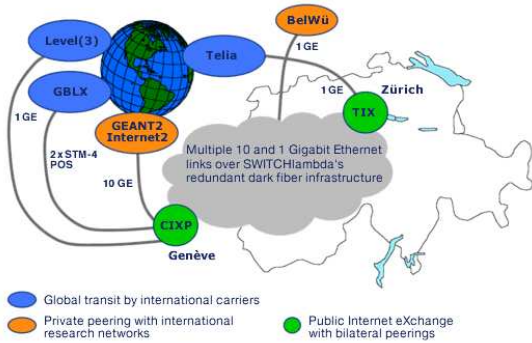 BelWü
Level(3)
Telia
1 GE
GBLX
Zürich
1 GE
1 GE
TIX
GEANT2
Internet2
Multiple 10 and 1 Gigabit Ethernet
links over SWITCHlambda's
redundant dark fiber infrastructure
2 x STM-4
POS
10 GE
CIXP
Genève
Global transit by international carriers
Private peering with international
research networks
Public Internet eXchange
with bilateral peerings